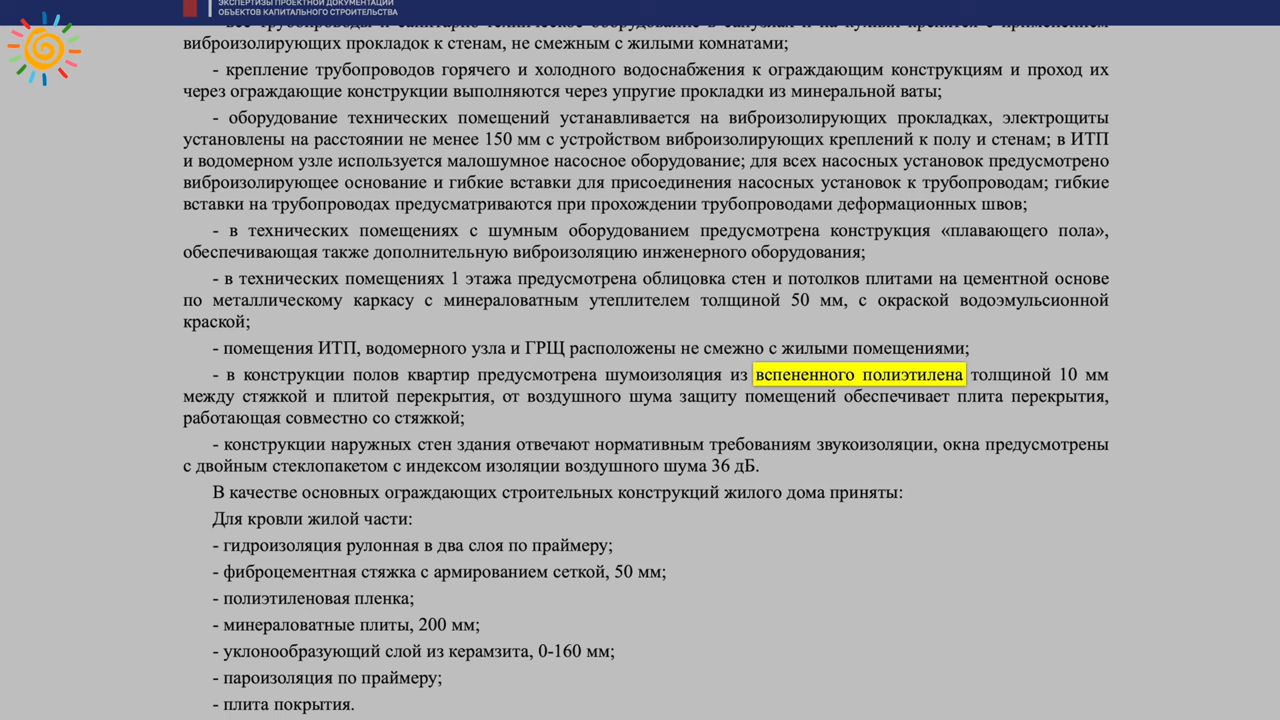 ЭКСПЕРТИЗЫ ПРОЕКТНОЙ ДОКУМЕНТАЦИИ
ОБЪЕКТОВ КАПИТАЛЬНОГО СТРОИТЕЛЬСТВА
виброизолирующих прокладок к стенам, не смежным с жилыми комнатами;
- крепление трубопроводов горячего и холодного водоснабжения к ограждающим конструкциям и проход их
через ограждающие конструкции выполняются через упругие прокладки из минеральной ваты;
- оборудование технических помещений устанавливается на виброизолирующих прокладках, электрощиты
установлены на расстоянии не менее 150 мм с устройством виброизолирующих креплений к полу и стенам; в ИТП
и водомерном узле используется малошумное насосное оборудование; для всех насосных установок предусмотрено
виброизолирующее основание и гибкие вставки для присоединения насосных установок к трубопроводам; гибкие
вставки на трубопроводах предусматриваются при прохождении трубопроводами деформационных швов;
- в технических помещениях с шумным оборудованием предусмотрена конструкция «плавающего пола»,
обеспечивающая также дополнительную виброизоляцию инженерного оборудования;
- в технических помещениях 1 этажа предусмотрена облицовка стен и потолков плитами на цементной основе
по металлическому каркасу с минераловатным утеплителем толщиной 50 мм, с окраской водоэмульсионной
краской;
- помещения ИТП, водомерного узла и ГРЩ расположены не смежно с жилыми помещениями;
- в конструкции полов квартир предусмотрена шумоизоляция из вспененного полиэтилена толщиной 10 мм
между стяжкой и плитой перекрытия, от воздушного шума защиту помещений обеспечивает плита перекрытия,
работающая совместно со стяжкой;
- конструкции наружных стен здания отвечают нормативным требованиям звукоизоляции, окна предусмотрены
с двойным стеклопакетом с индексом изоляции воздушного шума 36 дБ.
В качестве основных ограждающих строительных конструкций жилого дома приняты:
Для кровли жилой части:
- гидроизоляция рулонная в два слоя по праймеру;
- фиброцементная стяжка с армированием сеткой, 50 мм;
- полиэтиленовая пленка;
- минераловатные плиты, 200 мм;
- уклонообразующий слой из керамзита, 0-160 мм;
- пароизоляция по праймеру;
- плита покрытия.